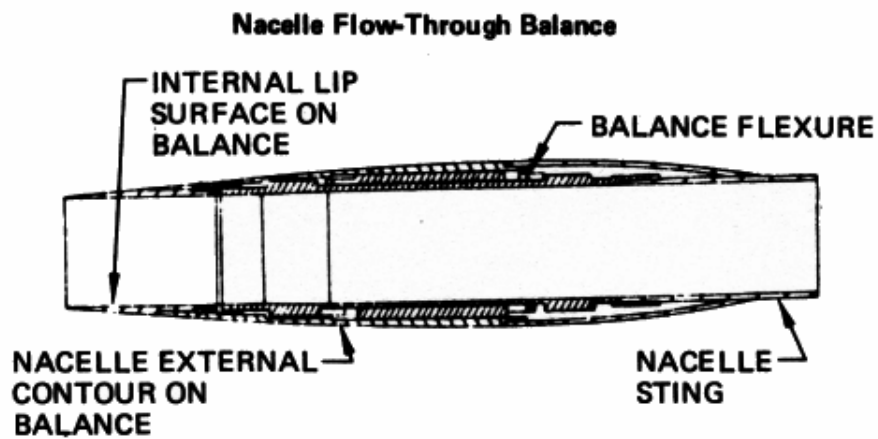 Nacelle Flow-Through Balance
INTERNAL LIP
SURFACE ON
BALANCE
BALANCE FLEXURE
NACELLE EXTERNAL
CONTOUR ON
BALANCE
NACELLE
STING